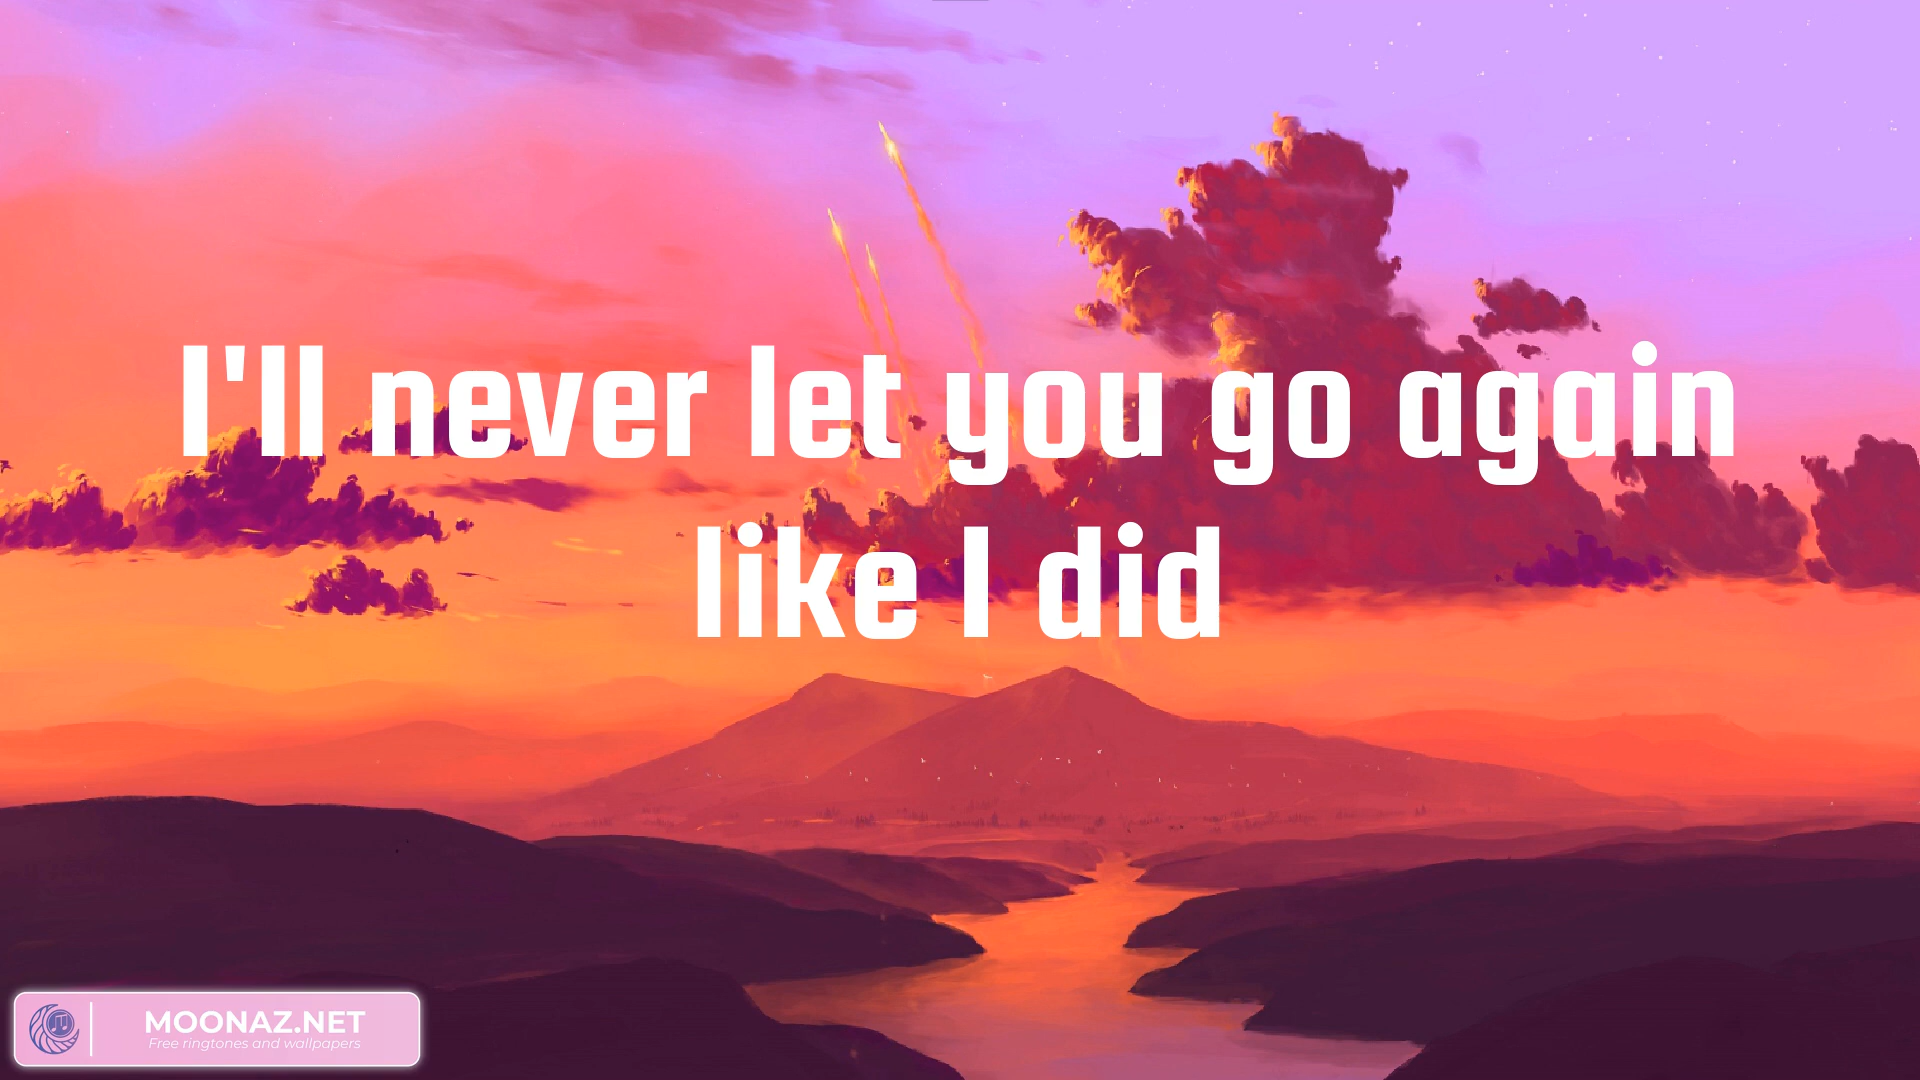 I'll never let you go again
like I did
MOONAZ.NET
Free ringtones and wallpapers